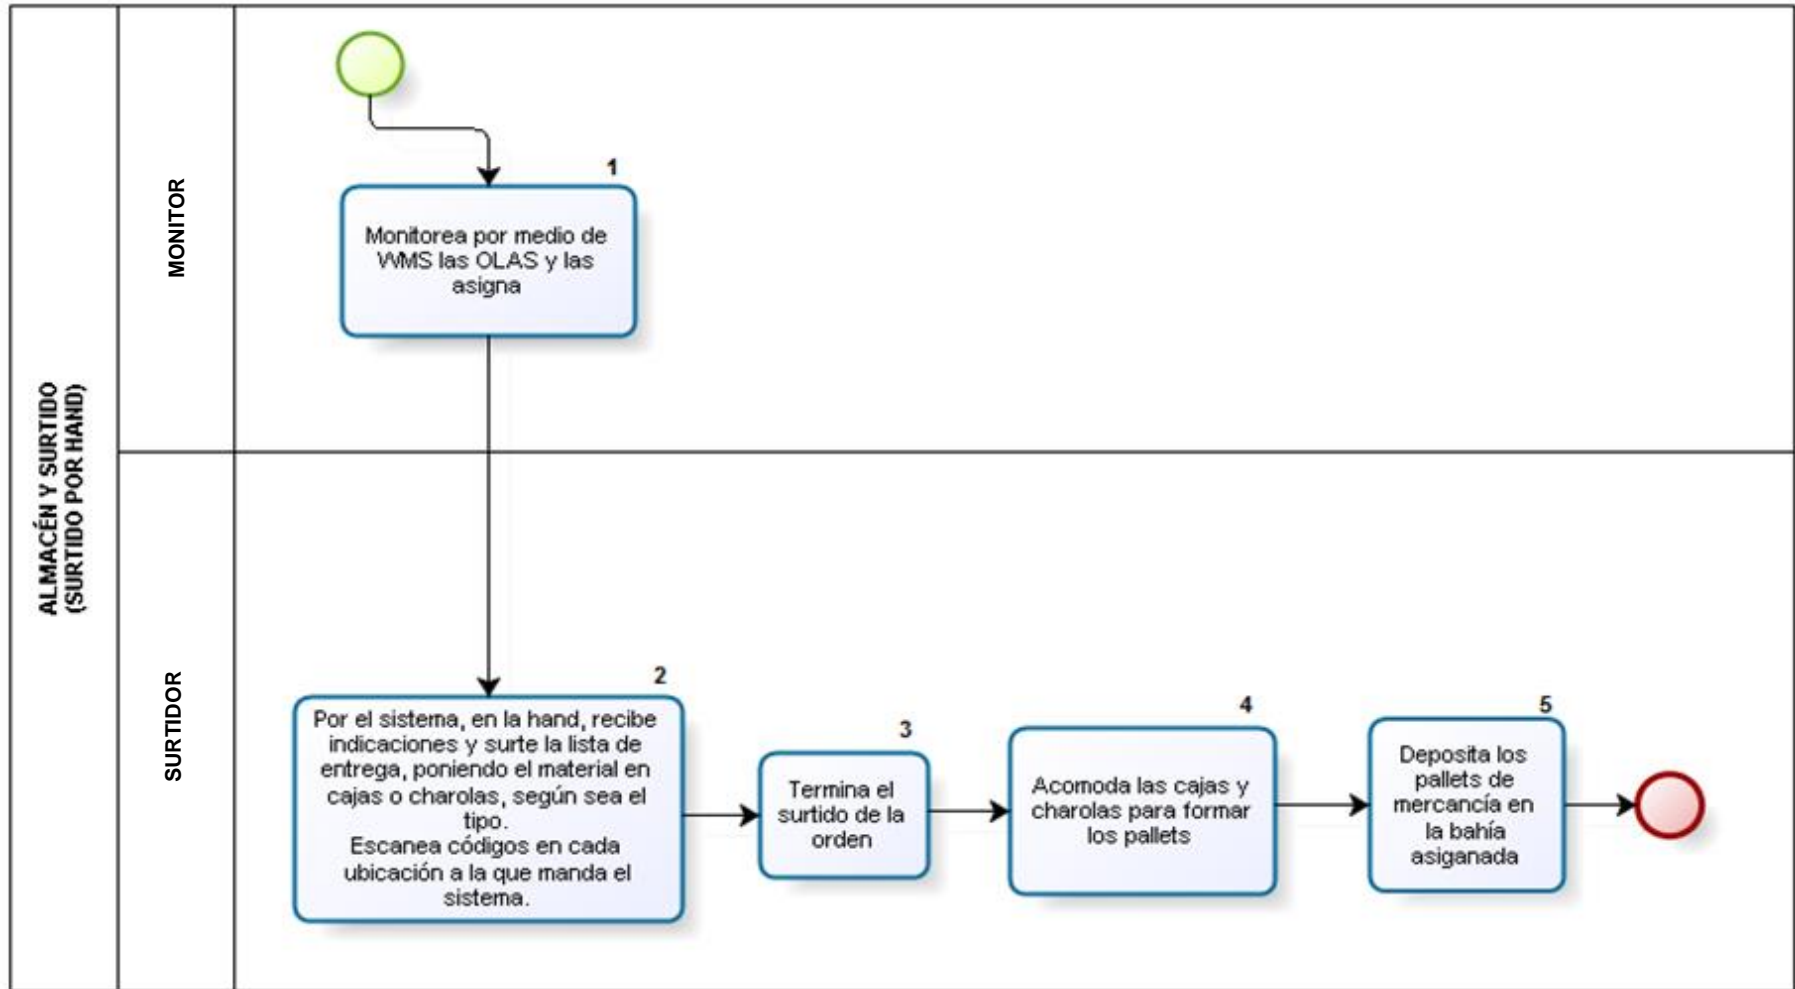 ALMACÉN Y SURTIDO
(SURTIDO POR HAND)
MONITOR
1
Monitorea por medio de
WMS las OLAS y las
asigna
SURTIDOR
2
Por el sistema, en la hand, recibe
indicaciones y surte la lista de
entrega, poniendo el material en
cajas o charolas, según sea el
tipo.
Escanea códigos en cada
ubicación a la que manda el
sistema.
3
Termina el
surtido de la
orden
4
Acomoda las cajas y
charolas para formar
los pallets
5
Deposita los
pallets de
mercancía en
la bahía
asiganada